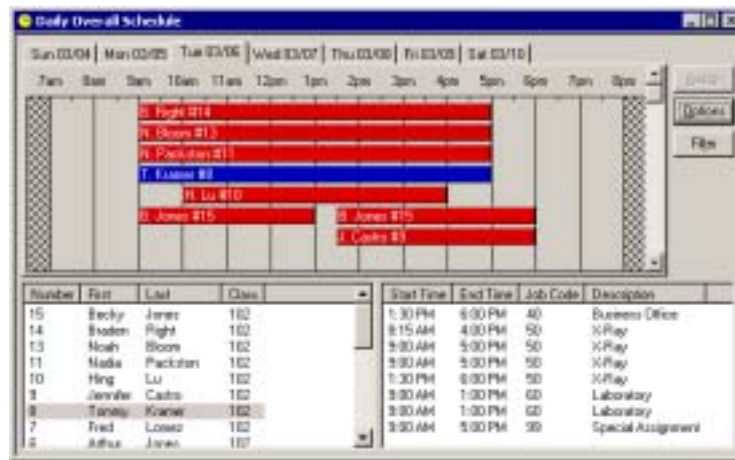 Daily Overall Schedule
Sun 03/04 Mon 03/05 Tue 03/06 Wed 03/07 Thu 03/08 Fri 03/09 Sat 03/10
7am 8am 9am 10am 11am 12pm 1pm 2pm 3pm 4pm 5pm 6pm 7pm 8pm
Options
Filter
B. Right #14
N. Bloom #13
N. Packston #11
T. Kramer #8
H. Lu #10
B. Jones #15 B. Jones #15
J. Castro #9
Number First Last Class
15 Becky Jones 102
14 Braden Right 102
13 Noah Bloom 102
11 Nadia Packston 102
10 Hing Lu 102
9 Jennifer Castro 102
8 Tommy Kramer 102
7 Fred Lopez 102
6 Arthur Jones 102
Start Time End Time Job Code Description
1:30 PM 6:00 PM 40 Business Office
8:15 AM 4:00 PM 50 X-Ray
9:00 AM 5:00 PM 50 X-Ray
9:00 AM 5:00 PM 50 X-Ray
1:30 PM 6:00 PM 50 X-Ray
9:00 AM 1:00 PM 60 Laboratory
9:00 AM 1:00 PM 60 Laboratory
9:00 AM 5:00 PM 99 Special Assignment